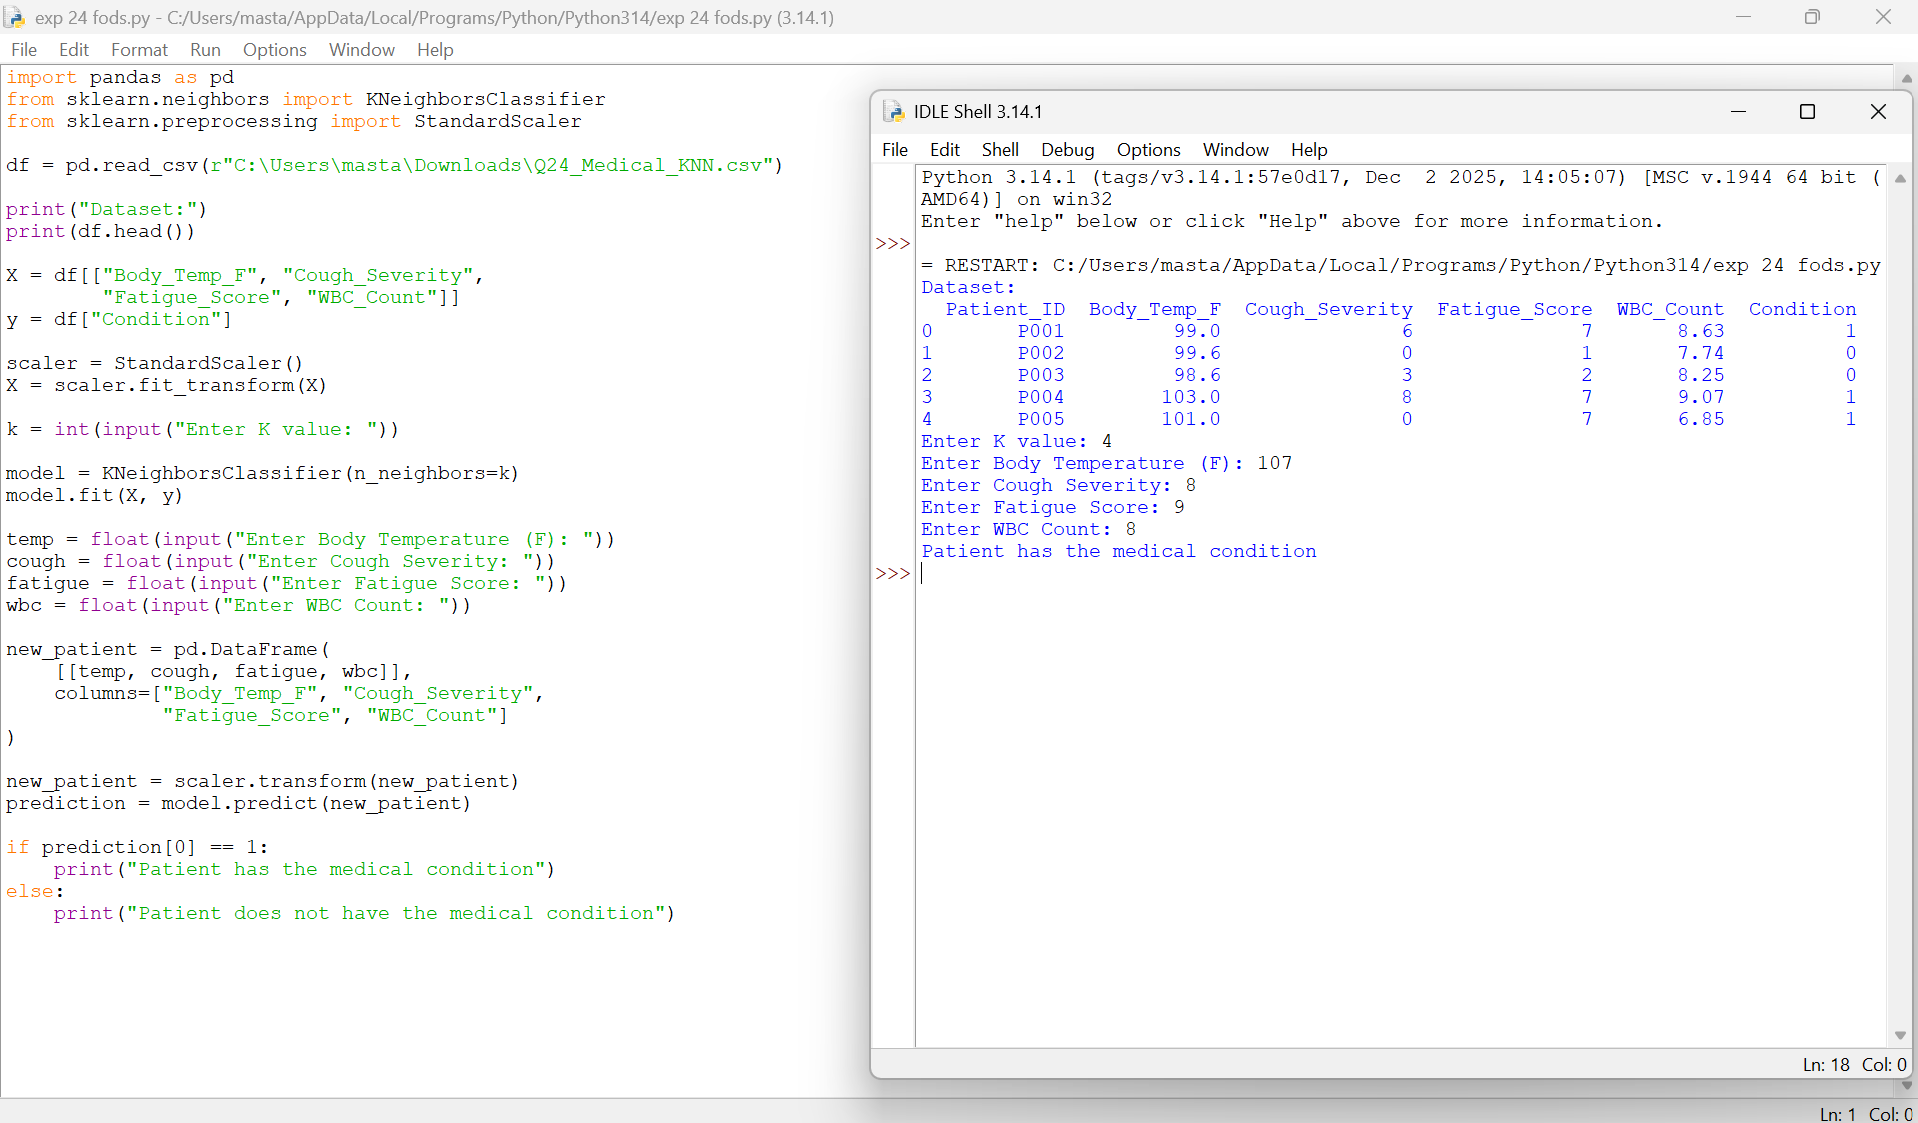 exp 24 fods.py - C:/Users/masta/AppData/Local/Programs/Python/Python314/exp 24 fods.py (3.14.1)
File Edit Format Run Options Window Help
import pandas as pd
from sklearn.neighbors import KNeighborsClassifier
from sklearn.preprocessing import StandardScaler
df = pd.read_csv(r"C:\Users\masta\Downloads\Q24_Medical_KNN.csv")
print("Dataset:")
print(df.head())
X = df[["Body_Temp_F", "Cough_Severity",
        "Fatigue_Score", "WBC_Count"]]
y = df["Condition"]
scaler = StandardScaler()
X = scaler.fit_transform(X)
k = int(input("Enter K value: "))
model = KNeighborsClassifier(n_neighbors=k)
model.fit(X, y)
temp = float(input("Enter Body Temperature (F): "))
cough = float(input("Enter Cough Severity: "))
fatigue = float(input("Enter Fatigue Score: "))
wbc = float(input("Enter WBC Count: "))
new_patient = pd.DataFrame(
    [[temp, cough, fatigue, wbc]],
    columns=["Body_Temp_F", "Cough_Severity",
             "Fatigue_Score", "WBC_Count"]
)
new_patient = scaler.transform(new_patient)
prediction = model.predict(new_patient)
if prediction[0] == 1:
    print("Patient has the medical condition")
else:
    print("Patient does not have the medical condition")
Ln: 1 Col: 0
IDLE Shell 3.14.1
File Edit Shell Debug Options Window Help
Python 3.14.1 (tags/v3.14.1:57e0d17, Dec  2 2025, 14:05:07) [MSC v.1944 64 bit (
AMD64)] on win32
Enter "help" below or click "Help" above for more information.
>>>
= RESTART: C:/Users/masta/AppData/Local/Programs/Python/Python314/exp 24 fods.py
Dataset:
  Patient_ID  Body_Temp_F  Cough_Severity  Fatigue_Score  WBC_Count  Condition
0       P001         99.0               6              7       8.63          1
1       P002         99.6               0              1       7.74          0
2       P003         98.6               3              2       8.25          0
3       P004        103.0               8              7       9.07          1
4       P005        101.0               0              7       6.85          1
Enter K value: 4
Enter Body Temperature (F): 107
Enter Cough Severity: 8
Enter Fatigue Score: 9
Enter WBC Count: 8
Patient has the medical condition
>>>
Ln: 18 Col: 0